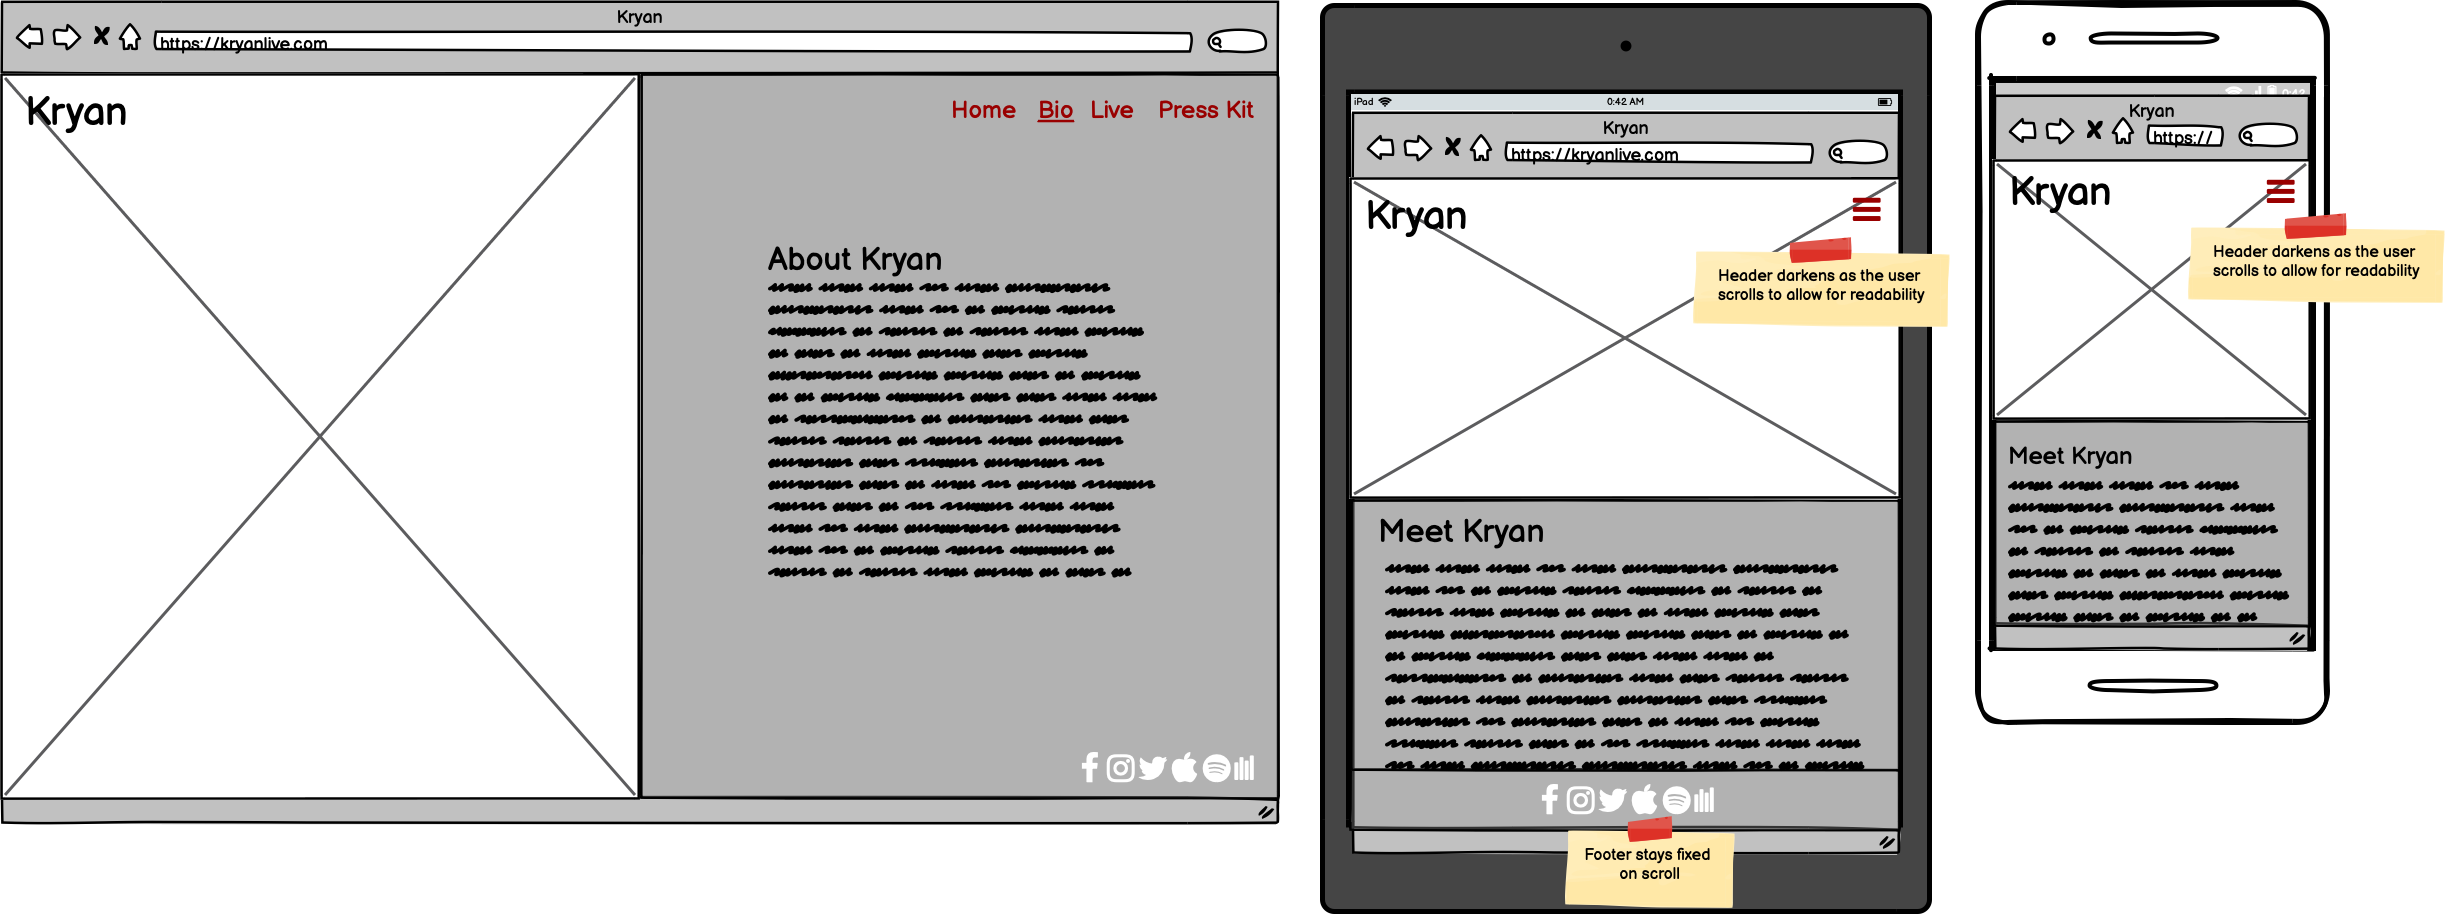 Kryan
https://kryanlive.com
Kryan
Home Bio Live Press Kit
About Kryan
iPad 0:42 AM
Kryan
https://kryanlive.com
Kryan
Header darkens as the user
scrolls to allow for readability
Meet Kryan
Footer stays fixed
on scroll
0:42
Kryan
https://
Kryan
Header darkens as the user
scrolls to allow for readability
Meet Kryan